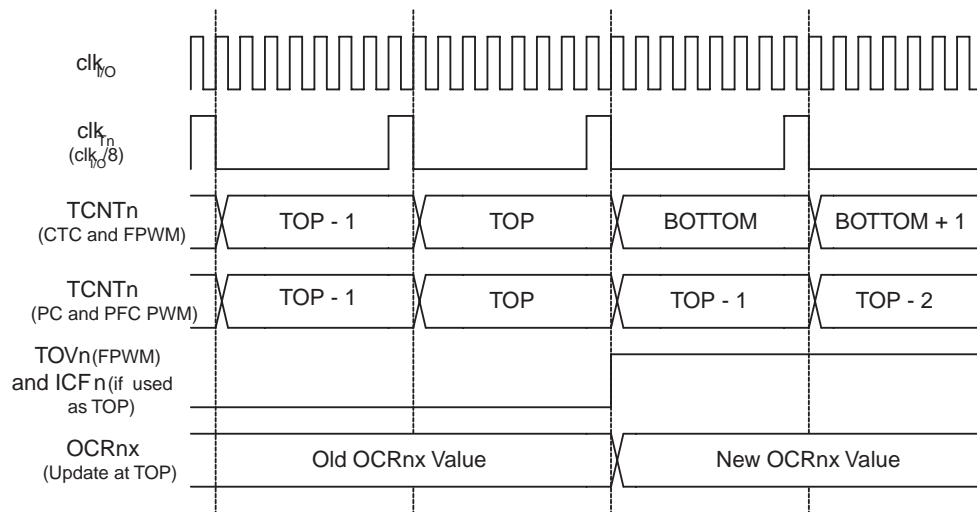 clkI/O
clkTn
(clkI/O/8)
TCNTn
(CTC and FPWM)
TOP - 1
TOP
BOTTOM
BOTTOM + 1
TCNTn
(PC and PFC PWM)
TOP - 1
TOP
TOP - 1
TOP - 2
TOVn(FPWM)
and ICFn(if used
as TOP)
OCRnx
(Update at TOP)
Old OCRnx Value
New OCRnx Value